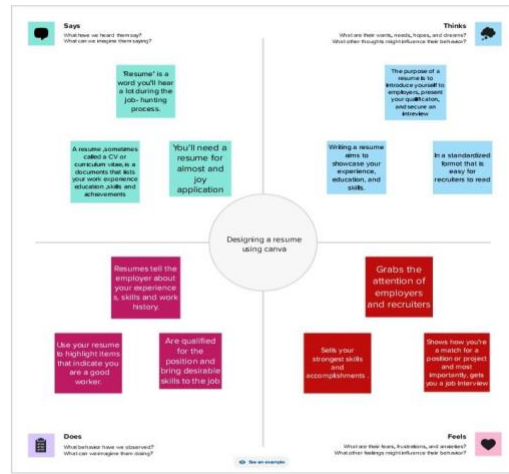 Says
What have we heard them say?
What can we imagine them saying?
Thinks
What are their wants, needs, hopes, and dreams?
What other thoughts might influence their behavior?
'Resume' is a
word you'll hear
a lot during the
job- hunting
process.
A resume ,sometimes
called a CV or
curriculum vitae, is a
documents that lists
your work experience
education ,skills and
achievements
You'll need a
resume for
almost and
joy
application
The purpose of a
resume is to
introduce yourself to
employers, present
your qualification,
and secure an
intreview
Writing a resume
aims to
showcase your
experience,
education, and
skills.
In a standardized
format that is
easy for
recruiters to read
Designing a resume
using canva
Resumes tell the
employer about
your experience
s, skills and work
history.
Use your resume
to highlight items
that indicate you
are a good
worker.
Are qualified
for the
position and
bring desirable
skills to the job
Grabs the
attention of
employers
and recruiters
Sells your
strongest skills
and
accomplishments .
Shows how you're
a match for a
position or project
and most
importantly, gets
you a job interview
Does
What behavior have we observed?
What can we imagine them doing?
See an example
Feels
What are their fears, frustrations, and anxieties?
What other feelings might influence their behavior?